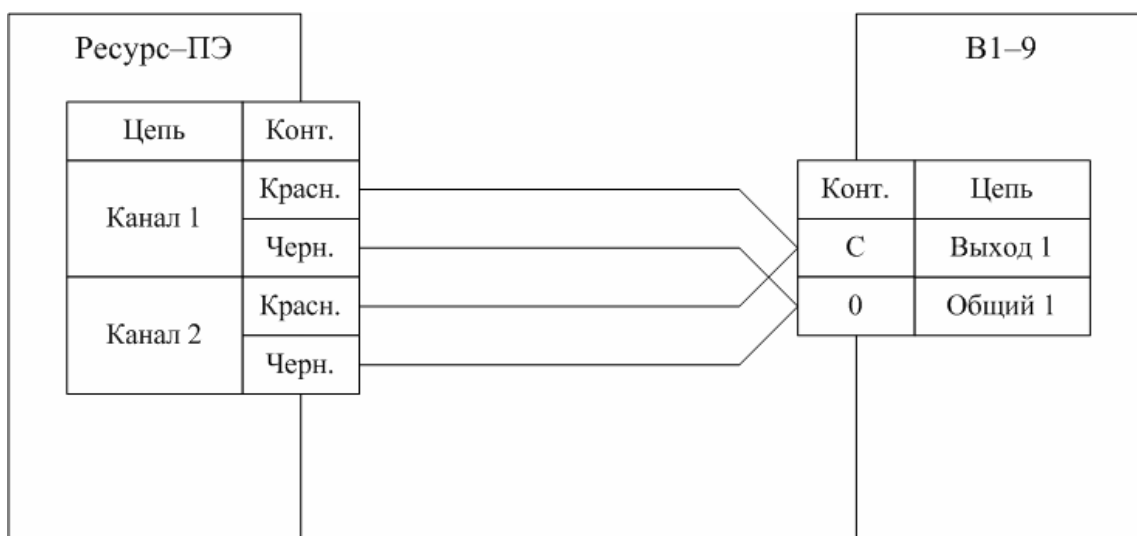 Ресурс–ПЭ
Цепь Конт.
Канал 1
Красн.
Черн.
Канал 2
Красн.
Черн.
В1–9
Конт. Цепь
С Выход 1
0 Общий 1